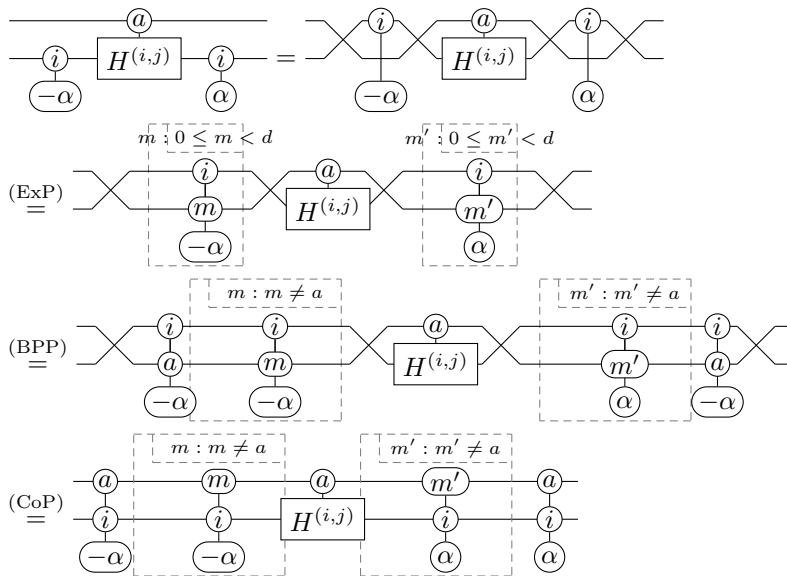 a i a i
i H^{(i,j)} i = H^{(i,j)}
-α α -α α
m : 0 ≤ m < d m′ : 0 ≤ m′ < d
i a i
(ExP) = m H^{(i,j)} m′
-α α
m : m ≠ a m′ : m′ ≠ a
i i a i i
(BPP) = a m H^{(i,j)} m′ a
-α -α α -α
m : m ≠ a m′ : m′ ≠ a
a m a m′ a
(CoP) = i i H^{(i,j)} i i
-α -α α α